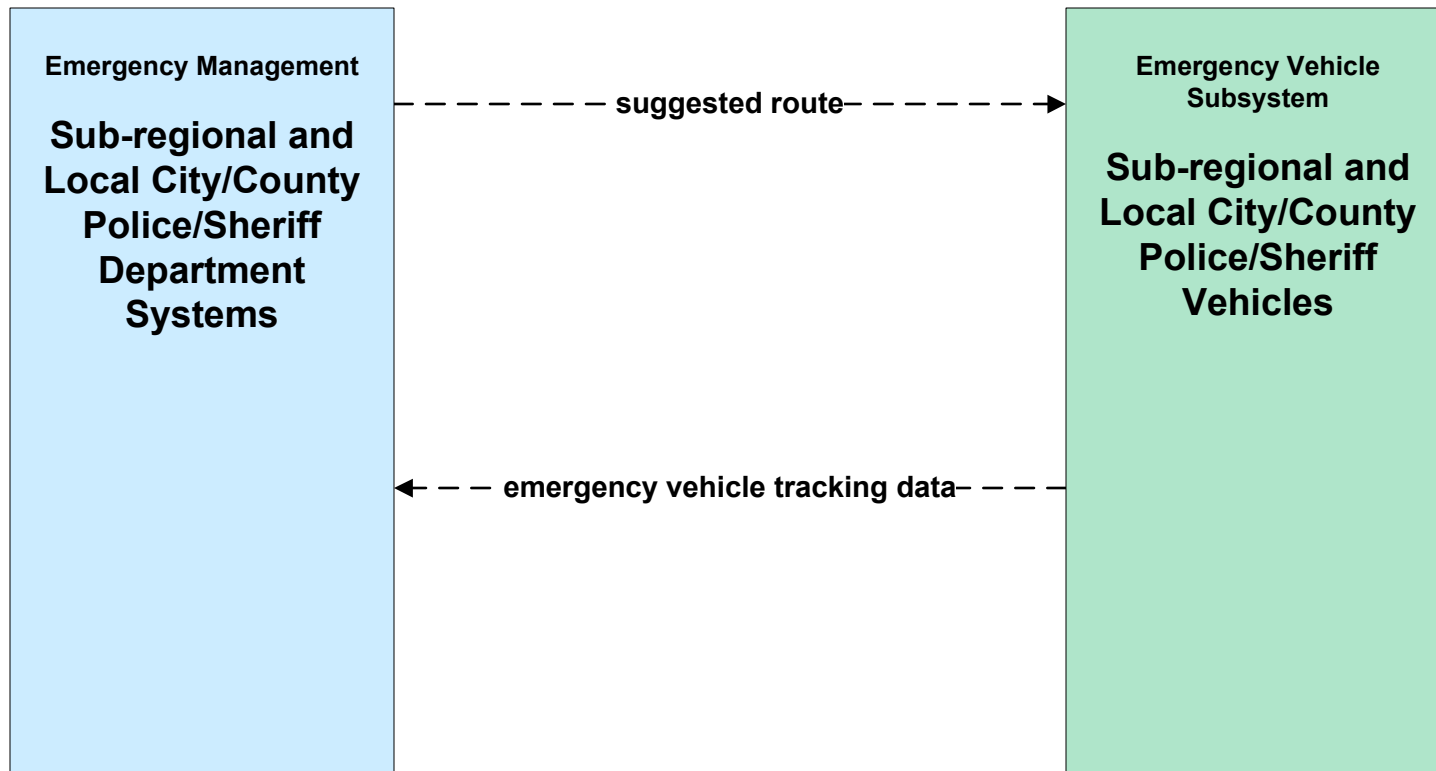 Emergency Management
Sub-regional and
Local City/County
Police/Sheriff
Department
Systems
suggested route
emergency vehicle tracking data
Emergency Vehicle
Subsystem
Sub-regional and
Local City/County
Police/Sheriff
Vehicles